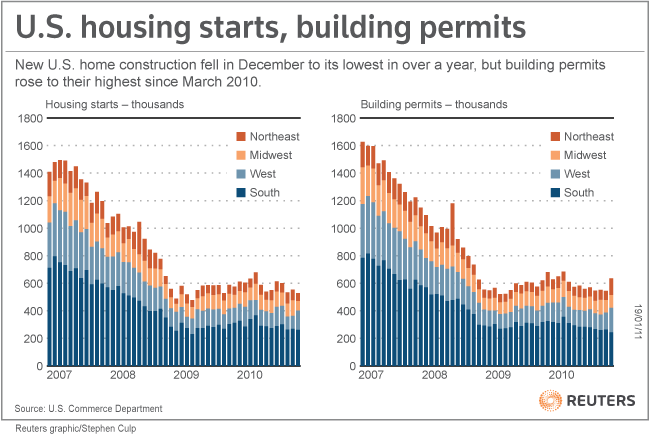 U.S. housing starts, building permits
New U.S. home construction fell in December to its lowest in over a year, but building permits
rose to their highest since March 2010.
Housing starts – thousands
1800
1600
1400
1200
1000
800
600
400
200
0
Northeast
Midwest
West
South
2007 2008 2009 2010
Building permits – thousands
1800
1600
1400
1200
1000
800
600
400
200
0
Northeast
Midwest
West
South
2007 2008 2009 2010
19/01/11
Source: U.S. Commerce Department
REUTERS
Reuters graphic/Stephen Culp